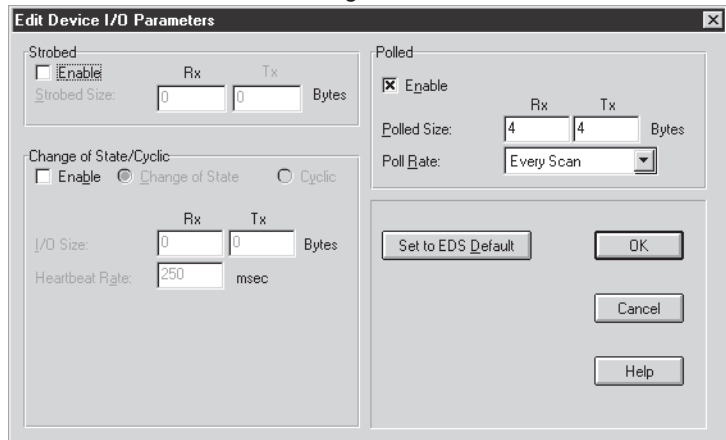 Edit Device I/O Parameters
Strobed
Enable
Rx Tx
Strobed Size: 0 0 Bytes
Change of State/Cyclic
Enable Change of State Cyclic
Rx Tx
I/O Size: 0 0 Bytes
Heartbeat Rate: 250 msec
Polled
Enable
Rx Tx
Polled Size: 4 4 Bytes
Poll Rate: Every Scan
Set to EDS Default
OK
Cancel
Help